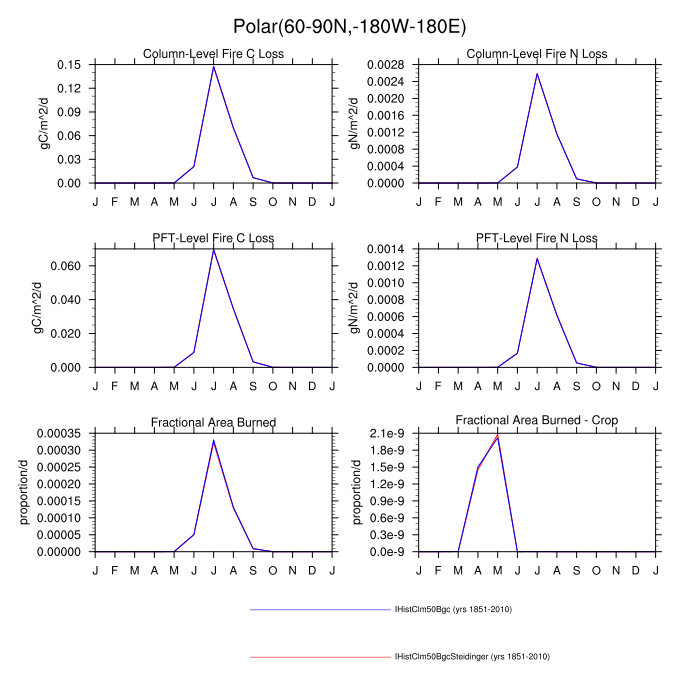 Polar(60-90N,-180W-180E)
Column-Level Fire C Loss
gC/m^2/d
0.15
0.12
0.09
0.06
0.03
0.00
J F M A M J J A S O N D J
Column-Level Fire N Loss
gN/m^2/d
0.0028
0.0024
0.0020
0.0016
0.0012
0.0008
0.0004
0.0000
J F M A M J J A S O N D J
PFT-Level Fire C Loss
gC/m^2/d
0.060
0.040
0.020
0.000
J F M A M J J A S O N D J
PFT-Level Fire N Loss
gN/m^2/d
0.0014
0.0012
0.0010
0.0008
0.0006
0.0004
0.0002
0.0000
J F M A M J J A S O N D J
Fractional Area Burned
proportion/d
0.00035
0.00030
0.00025
0.00020
0.00015
0.00010
0.00005
0.00000
J F M A M J J A S O N D J
Fractional Area Burned - Crop
proportion/d
2.1e-9
1.8e-9
1.5e-9
1.2e-9
0.9e-9
0.6e-9
0.3e-9
0.0e-9
J F M A M J J A S O N D J
IHistClm50Bgc (yrs 1851-2010)
IHistClm50BgcSteidinger (yrs 1851-2010)